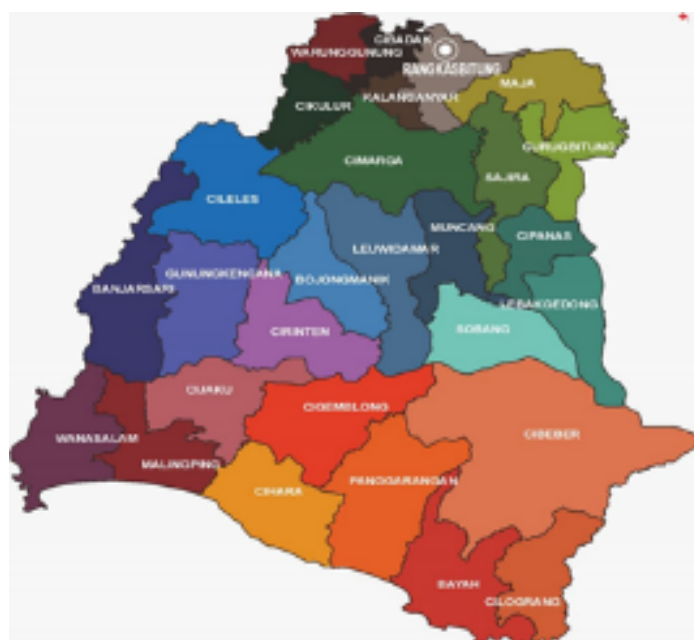 CIBADAK
WARUNGGUNUNG
RANGKASBITUNG
MAJA
KALANGANYAR
CIKULUR
CURUGBITUNG
CIMARGA
SAJIRA
CILELES
MUNCANG
CIPANAS
LEUWIDAMAR
GUNUNGKENCANA
BOJONGMANIK
BANJARSARI
LEBAKGEDONG
CIRINTEN
SOBANG
CIJAKU
CIGEMBLONG
CIBEBER
WANASALAM
MALINGPING
PANGGARANGAN
CIHARA
BAYAH
CILOGRANG